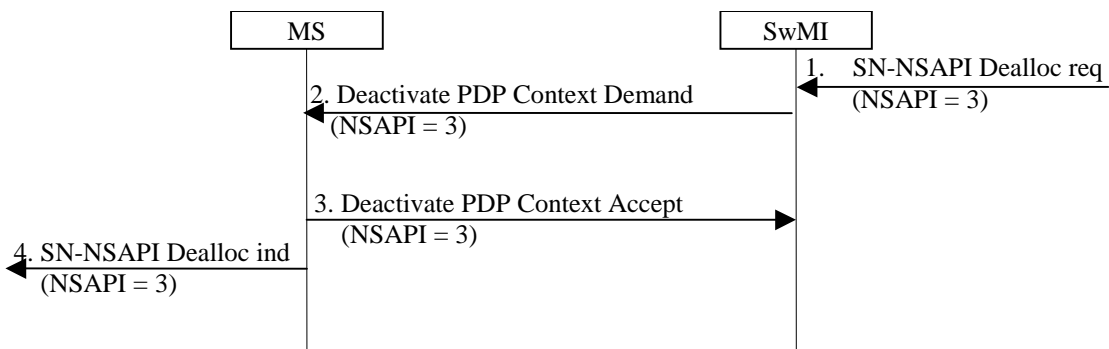 MS
SwMI
1. SN-NSAPI Dealloc req
(NSAPI = 3)
2. Deactivate PDP Context Demand
(NSAPI = 3)
3. Deactivate PDP Context Accept
(NSAPI = 3)
4. SN-NSAPI Dealloc ind
(NSAPI = 3)